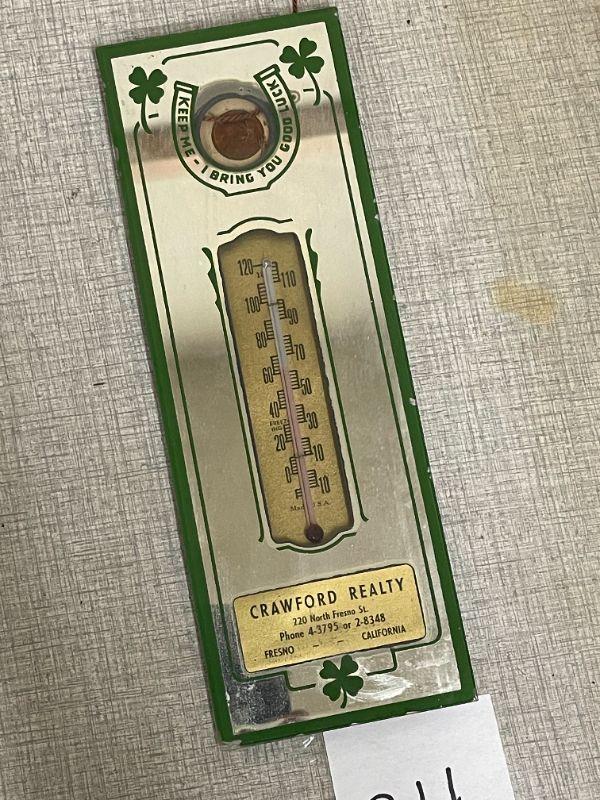 KEEP ME - I BRING YOU GOOD LUCK
120
110
100
90
80
70
60
50
40
30
20
10
0
10
CRAWFORD REALTY
220 North Fresno St.
Phone 4-3795 or 2-8348
FRESNO - - CALIFORNIA